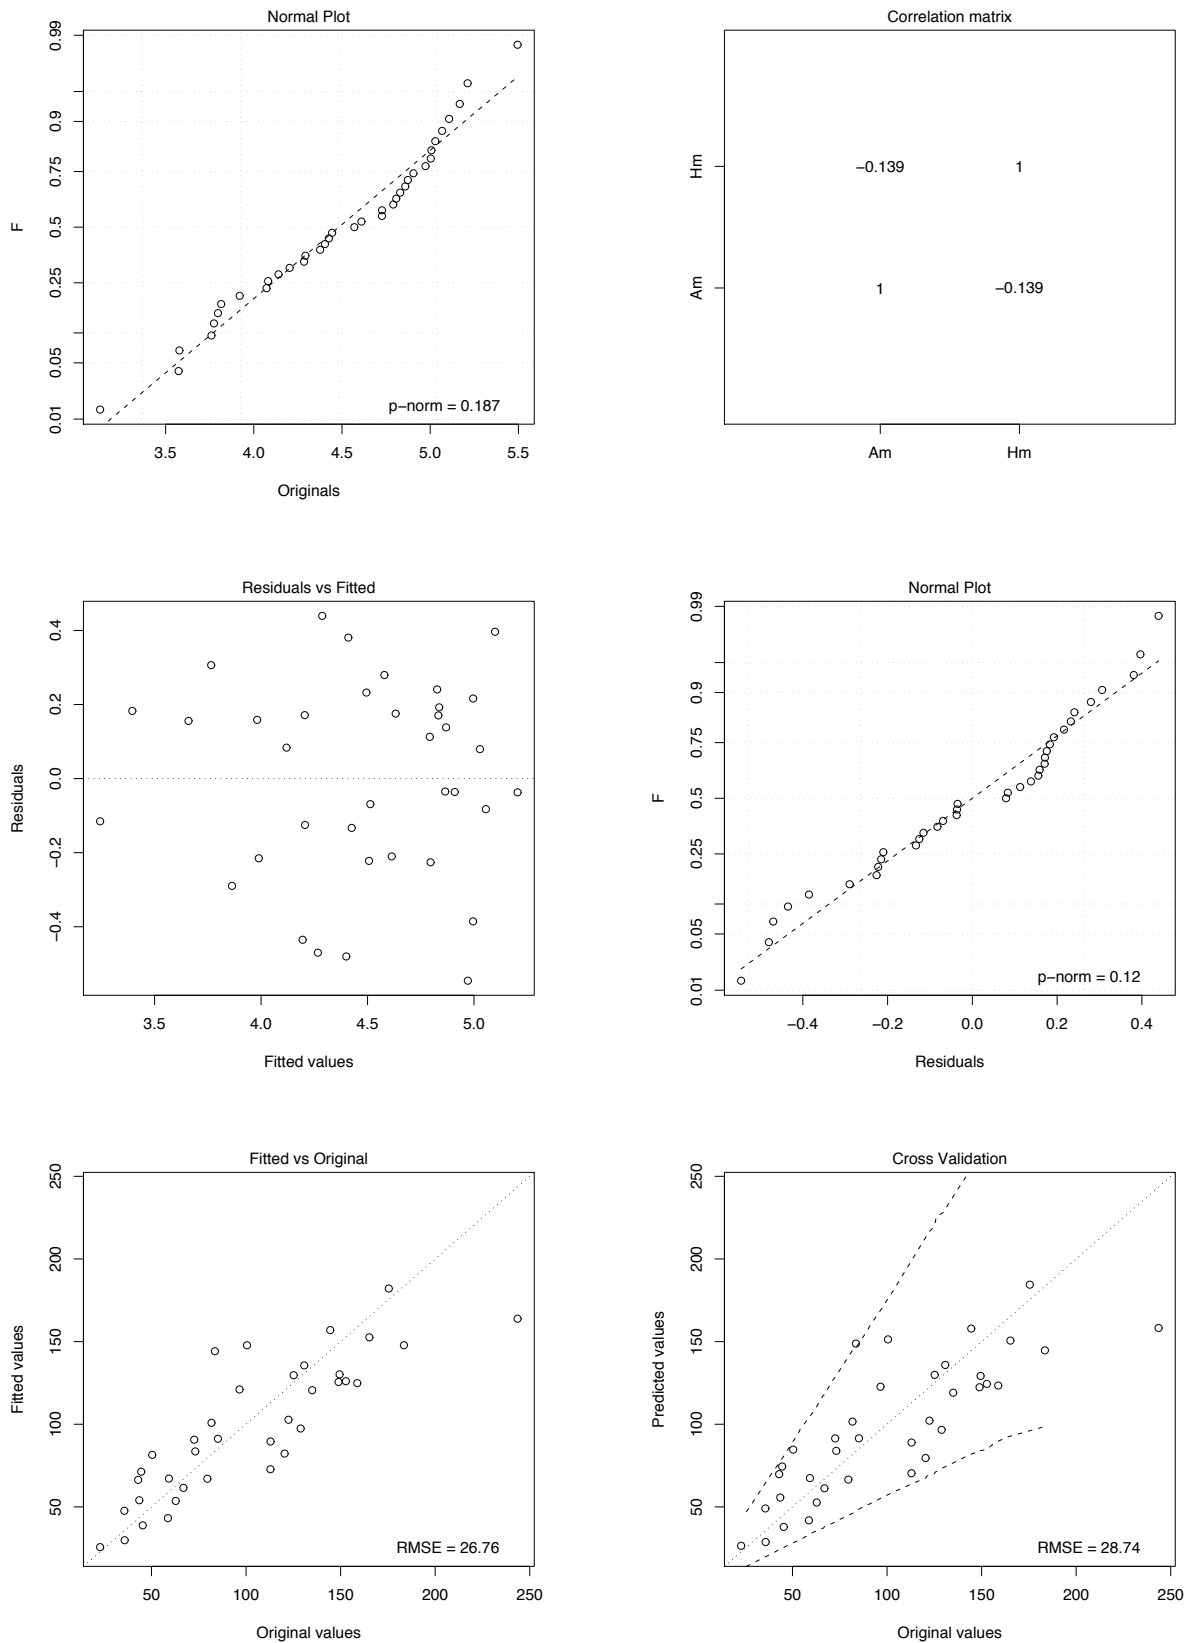 Normal Plot
F
0.01
0.05
0.25
0.5
0.75
0.9
0.99
p−norm = 0.187
3.5 4.0 4.5 5.0 5.5
Originals
Correlation matrix
Hm
Am
−0.139 1
1 −0.139
Am Hm
Residuals vs Fitted
Residuals
−0.4
−0.2
0.0
0.2
0.4
3.5 4.0 4.5 5.0
Fitted values
Normal Plot
F
0.01
0.05
0.25
0.5
0.75
0.9
0.99
p−norm = 0.12
−0.4 −0.2 0.0 0.2 0.4
Residuals
Fitted vs Original
Fitted values
50
100
150
200
250
RMSE = 26.76
50 100 150 200 250
Original values
Cross Validation
Predicted values
50
100
150
200
250
RMSE = 28.74
50 100 150 200 250
Original values